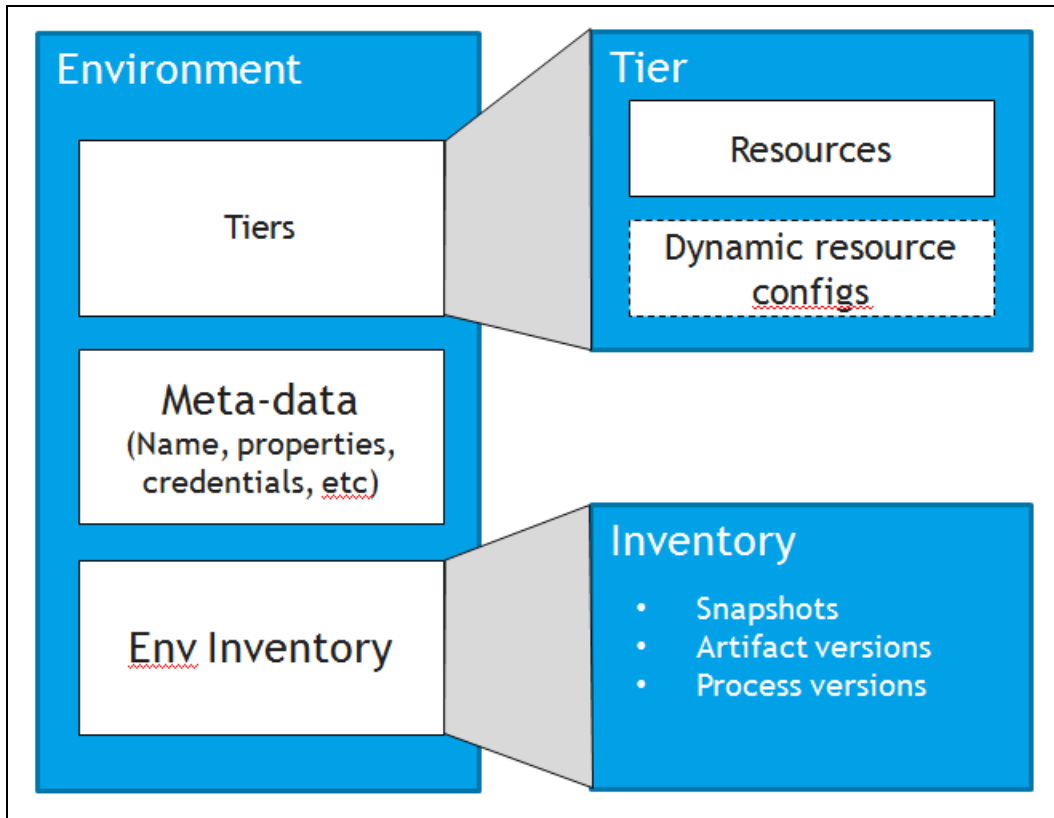 Environment
Tiers
Meta-data
(Name, properties,
credentials, etc)
Env Inventory
Tier
Resources
Dynamic resource
configs
Inventory
• Snapshots
• Artifact versions
• Process versions